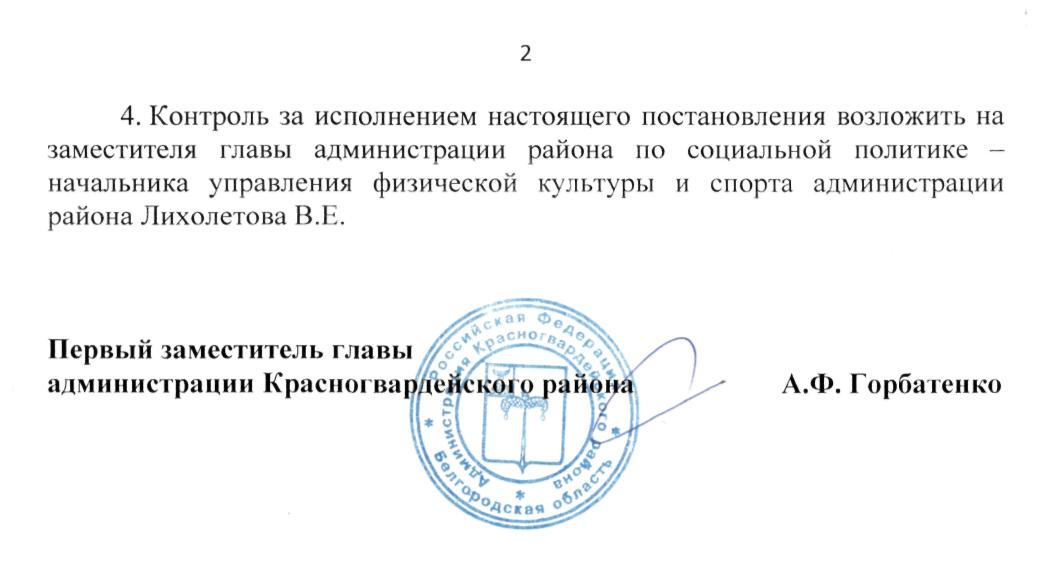 2
4. Контроль за исполнением настоящего постановления возложить на
заместителя главы администрации района по социальной политике –
начальника управления физической культуры и спорта администрации
района Лихолетова В.Е.
Первый заместитель главы
администрации Красногвардейского района А.Ф. Горбатенко
Российская Федерация
Администрация Красногвардейского района
* Белгородская область *
*